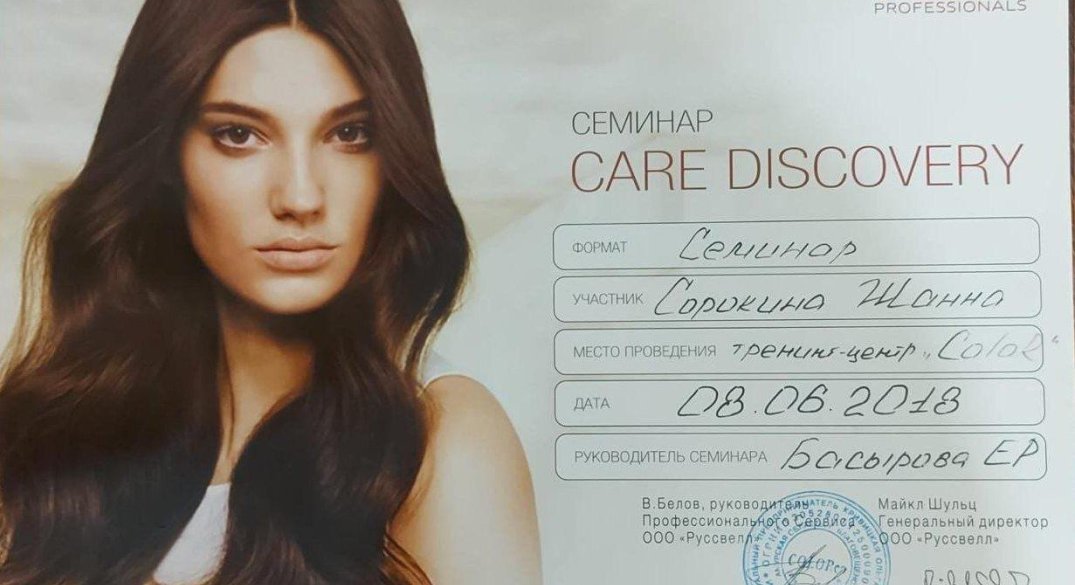 PROFESSIONALS
СЕМИНАР
CARE DISCOVERY
ФОРМАТ Семинар
УЧАСТНИК Сорокина Жанна
МЕСТО ПРОВЕДЕНИЯ тренинг-центр „Color“
ДАТА 08.06.2018
РУКОВОДИТЕЛЬ СЕМИНАРА Басырова ЕР
В.Белов, руководитель
Профессионального Сервиса
ООО «Руссвелл»
Майкл Шульц
Генеральный директор
ООО «Руссвелл»